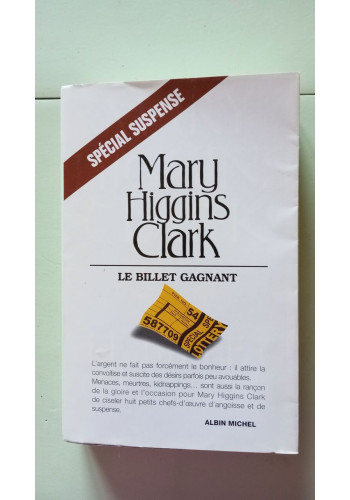 SPÉCIAL SUSPENSE
Mary
Higgins
Clark
LE BILLET GAGNANT
54
587709
LOTTERY
L'argent ne fait pas forcément le bonheur : il attire la
convoitise et suscite des désirs parfois peu avouables.
Menaces, meurtres, kidnappings... sont aussi la rançon
de la gloire et l'occasion pour Mary Higgins Clark
de ciseler huit petits chefs-d'œuvre d'angoisse et de
suspense.
ALBIN MICHEL